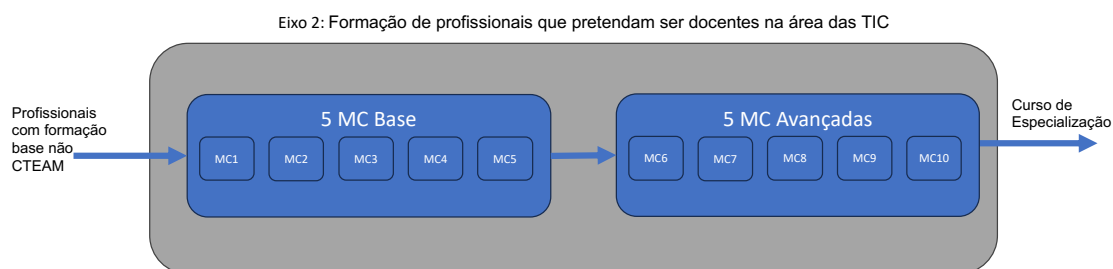 Eixo 2: Formação de profissionais que pretendam ser docentes na área das TIC
Profissionais
com formação
base não
CTEAM
5 MC Base
MC1
MC2
MC3
MC4
MC5
5 MC Avançadas
MC6
MC7
MC8
MC9
MC10
Curso de
Especialização